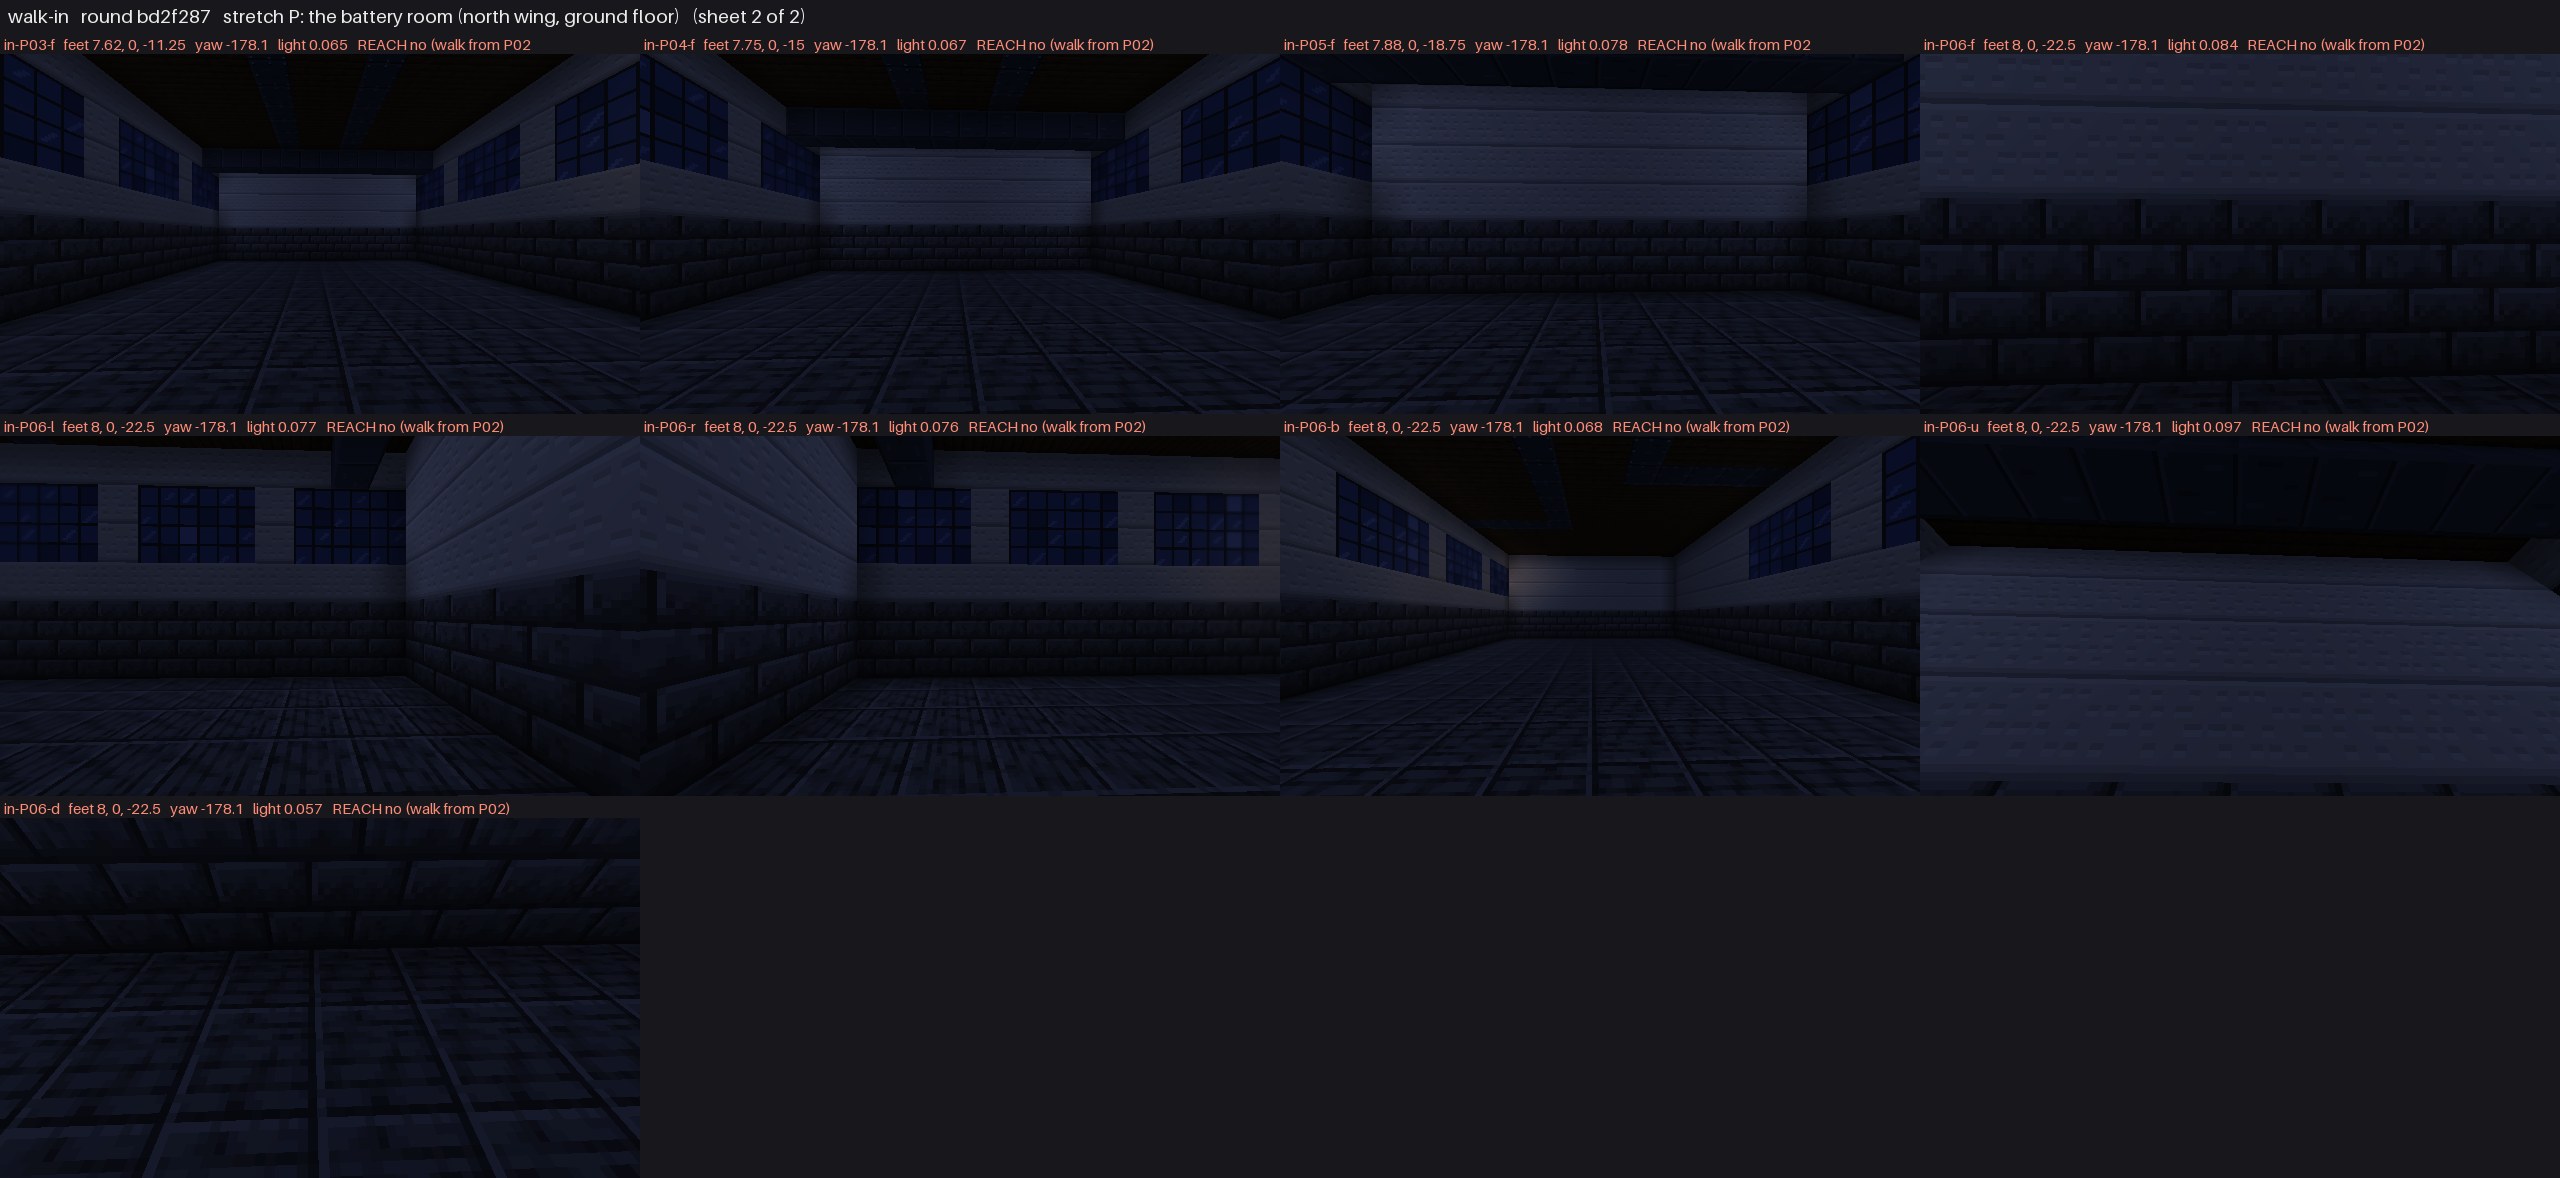 walk-in round bd2f287 stretch P: the battery room (north wing, ground floor) (sheet 2 of 2)
in-P03-f feet 7.62, 0, -11.25 yaw -178.1 light 0.065 REACH no (walk from P02
in-P04-f feet 7.75, 0, -15 yaw -178.1 light 0.067 REACH no (walk from P02)
in-P05-f feet 7.88, 0, -18.75 yaw -178.1 light 0.078 REACH no (walk from P02
in-P06-f feet 8, 0, -22.5 yaw -178.1 light 0.084 REACH no (walk from P02)
in-P06-l feet 8, 0, -22.5 yaw -178.1 light 0.077 REACH no (walk from P02)
in-P06-r feet 8, 0, -22.5 yaw -178.1 light 0.076 REACH no (walk from P02)
in-P06-b feet 8, 0, -22.5 yaw -178.1 light 0.068 REACH no (walk from P02)
in-P06-u feet 8, 0, -22.5 yaw -178.1 light 0.097 REACH no (walk from P02)
in-P06-d feet 8, 0, -22.5 yaw -178.1 light 0.057 REACH no (walk from P02)